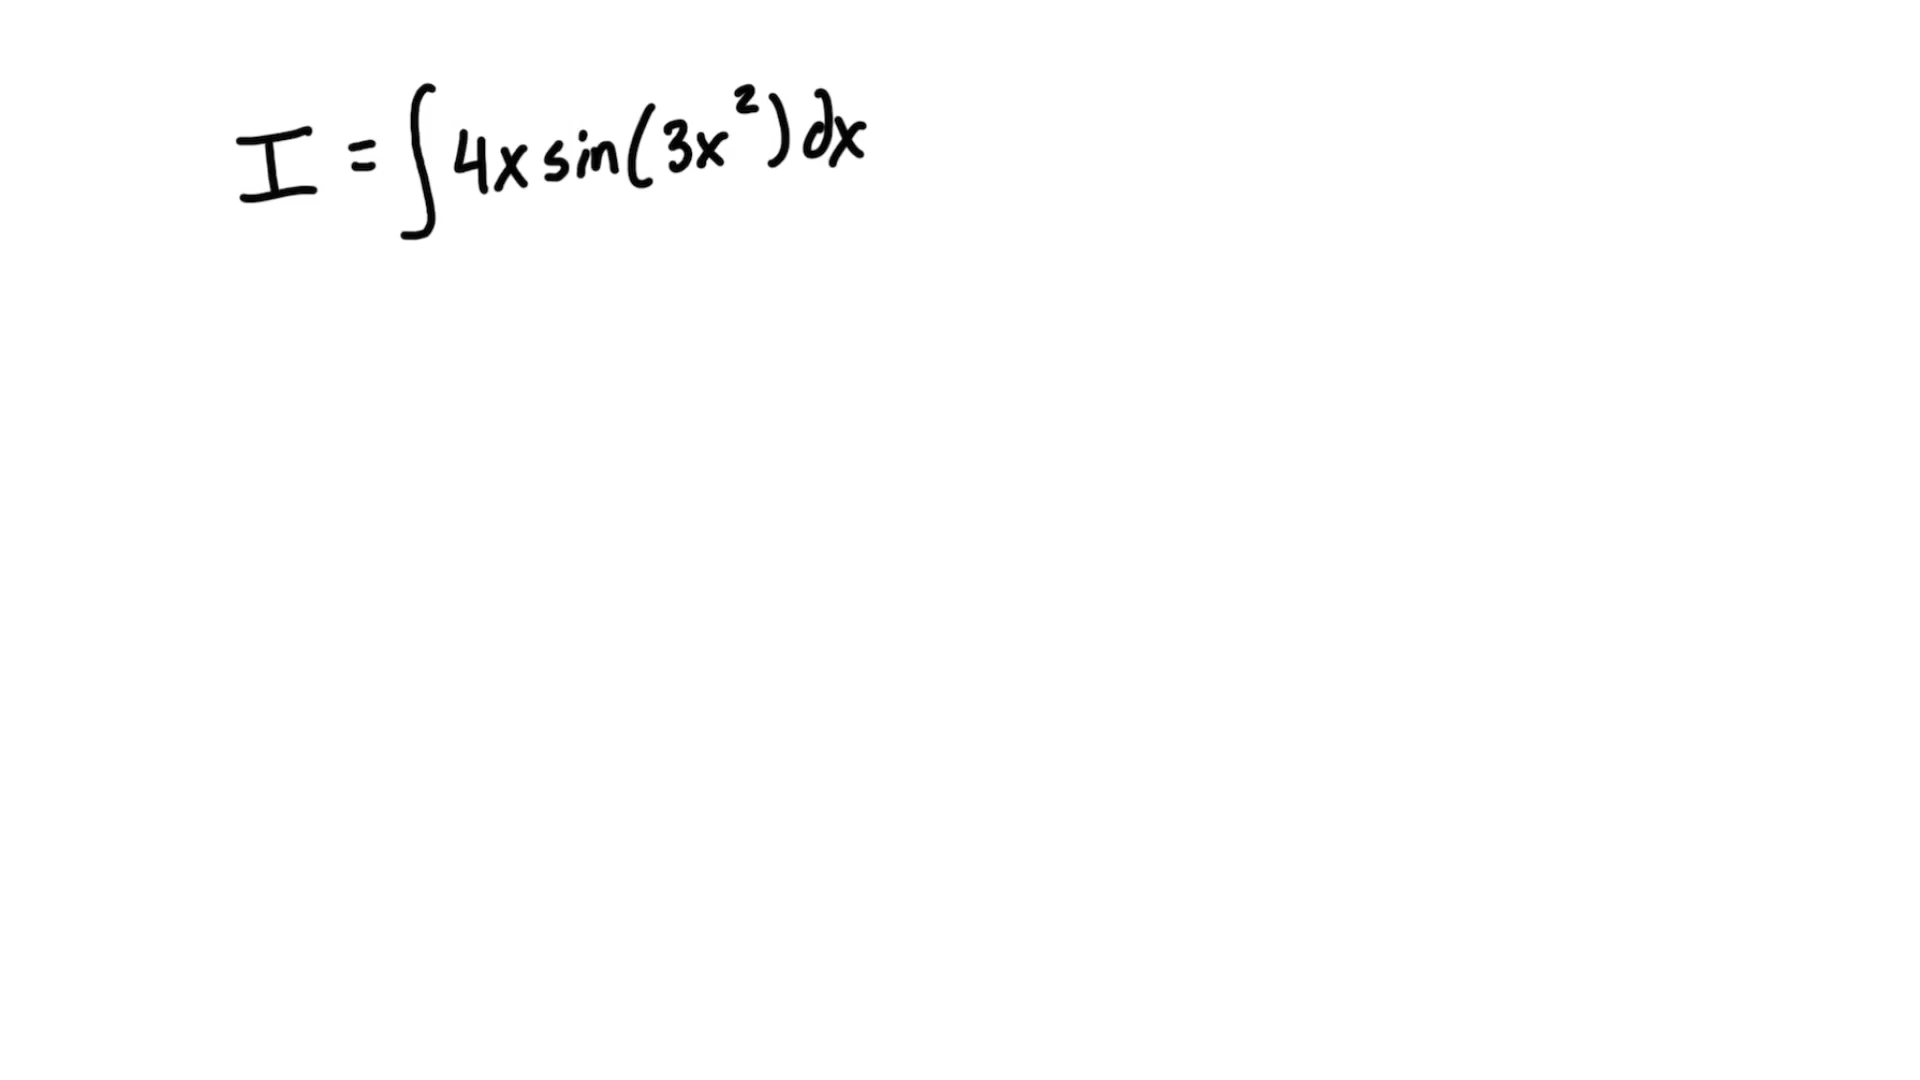 I = ∫4x sin(3x²)dx